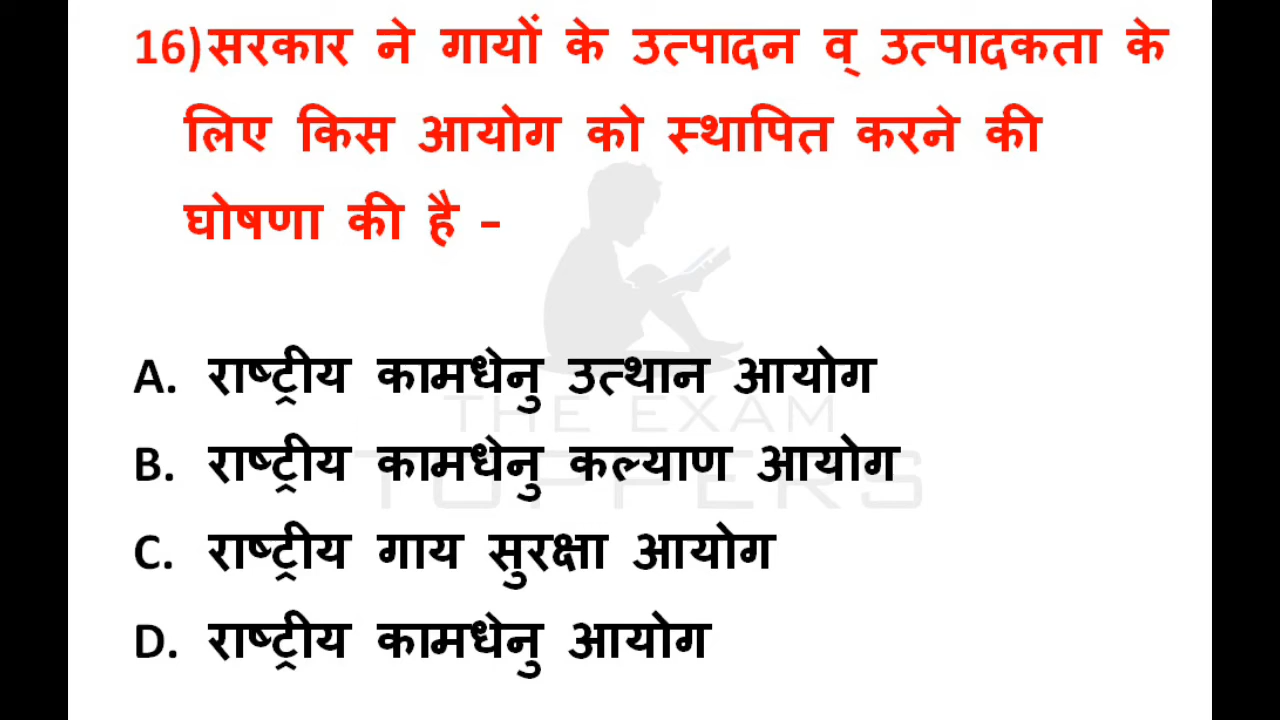 16)सरकार ने गायों के उत्पादन व् उत्पादकता के
लिए किस आयोग को स्थापित करने की
घोषणा की है -
A. राष्ट्रीय कामधेनु उत्थान आयोग
THE EXAM
B. राष्ट्रीय कामधेनु कल्याण आयोग
TOPPERS
C. राष्ट्रीय गाय सुरक्षा आयोग
D. राष्ट्रीय कामधेनु आयोग